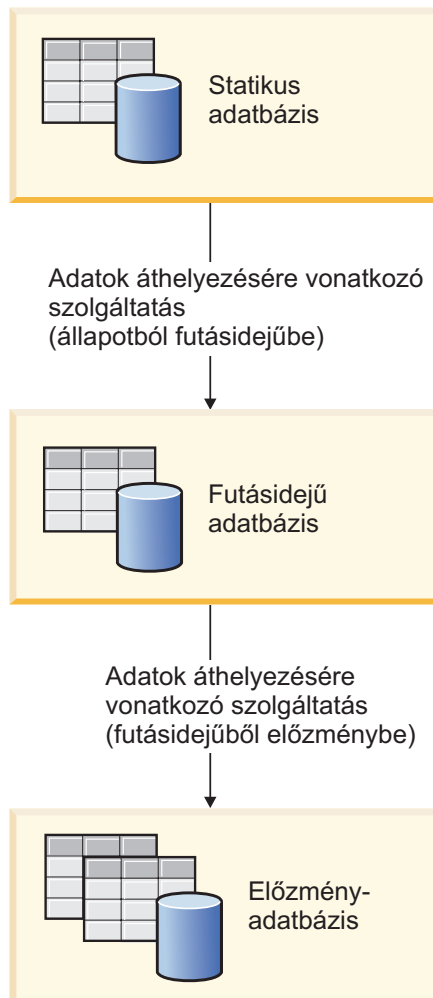 Statikus
adatbázis
Adatok áthelyezésére vonatkozó
szolgáltatás
(állapotból futásidejűbe)
Futásidejű
adatbázis
Adatok áthelyezésére
vonatkozó szolgáltatás
(futásidejűből előzménybe)
Előzmény-
adatbázis